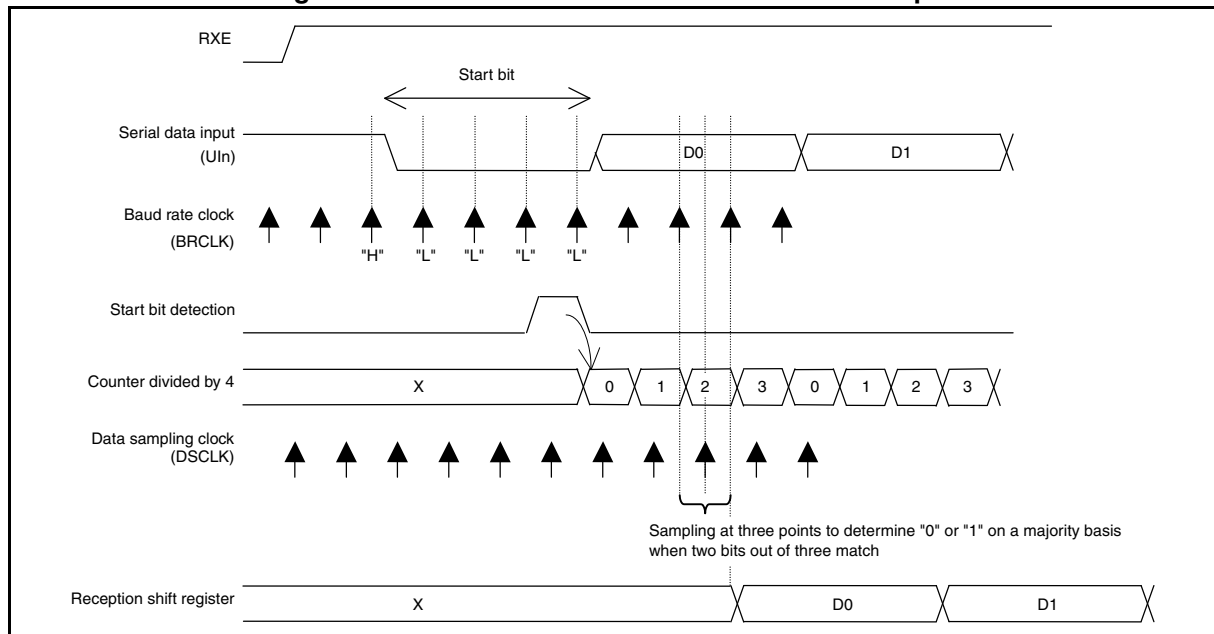 RXE
Start bit
Serial data input
(UIn)
D0
D1
Baud rate clock
(BRCLK)
"H"
"L"
"L"
"L"
"L"
Start bit detection
Counter divided by 4
X
0
1
2
3
0
1
2
3
Data sampling clock
(DSCLK)
Sampling at three points to determine "0" or "1" on a majority basis
when two bits out of three match
Reception shift register
X
D0
D1